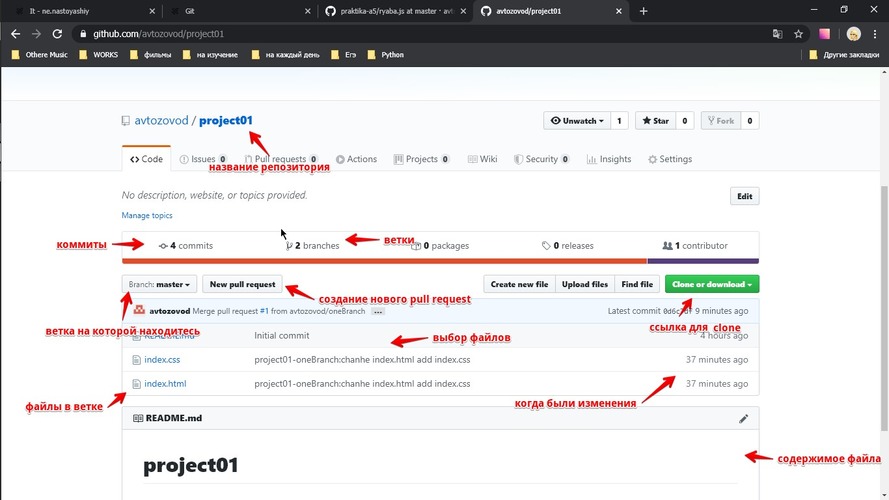 It - ne.nastoyashiy
Git
praktika-a5/ryaba.js at master · avt
avtozovod/project01
github.com/avtozovod/project01
Othere Music
WORKS
фильмы
на изучение
на каждый день
Егэ
Python
Другие закладки
avtozovod / project01
Unwatch 1
Star 0
Fork 0
название репозитория
Code
Issues 0
Pull requests 0
Actions
Projects 0
Wiki
Security 0
Insights
Settings
No description, website, or topics provided.
Edit
Manage topics
коммиты
4 commits
2 branches
ветки
0 packages
0 releases
1 contributor
Branch: master
New pull request
Create new file
Upload files
Find file
Clone or download
создание нового pull request
avtozovod Merge pull request #1 from avtozovod/oneBranch ...
Latest commit 9 minutes ago
ветка на которой находитесь
ссылка для clone
README.md
Initial commit
4 hours ago
выбор файлов
index.css
project01-oneBranch:chanhe index.html add index.css
37 minutes ago
index.html
project01-oneBranch:chanhe index.html add index.css
37 minutes ago
файлы в ветке
когда были изменения
README.md
содержимое файла
project01